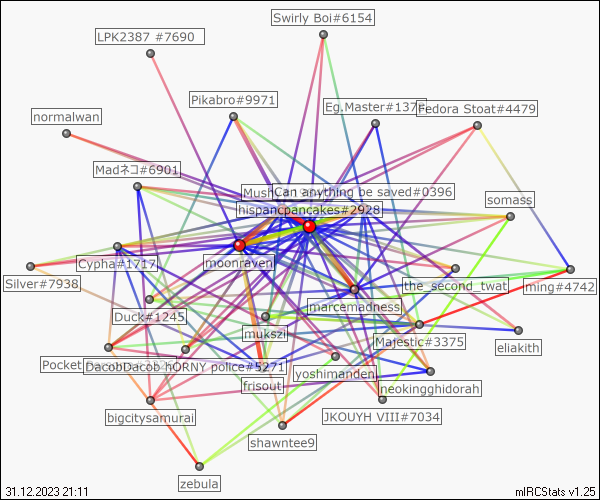 Swirly Boi#6154
LPK2387 #7690
Pikabro#9971
Eg.Master#137
Fedora Stoat#4479
normalwan
Madネコ#6901
Mush
Can anything be saved#0396
somass
hispancpancakes#2928
moonraven
Cypha#1717
Silver#7938
the_second_twat
ming#4742
marcemadness
Duck#1245
mukszi
Majestic#3375
eliakith
Pocket
DacobDacob
hORNY police#5271
yoshimanden
frisout
neokingghidorah
bigcitysamurai
JKOUYH VIII#7034
shawntee9
zebula
31.12.2023 21:11
mIRCStats v1.25